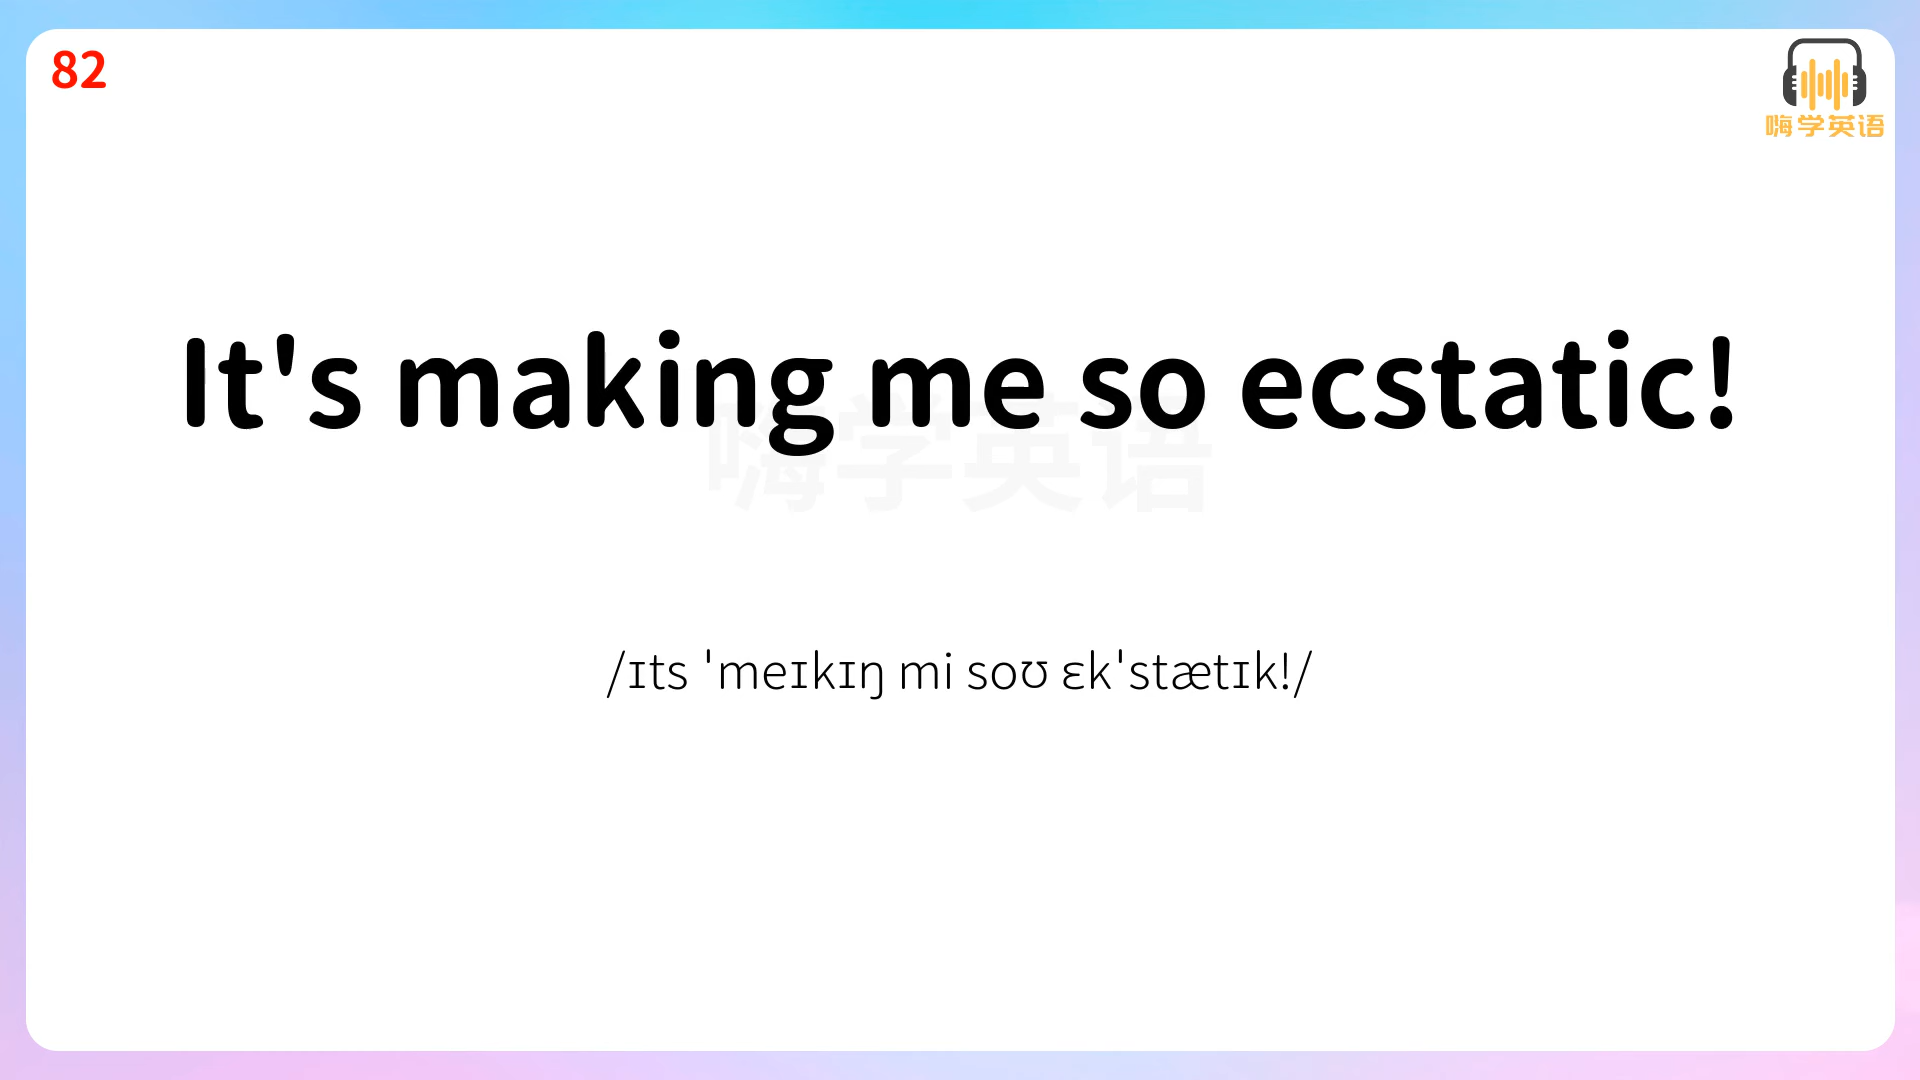 82
嗨学英语
It's making me so ecstatic!
嗨学英语
/ɪts ˈmeɪkɪŋ mi soʊ ɛkˈstætɪk!/